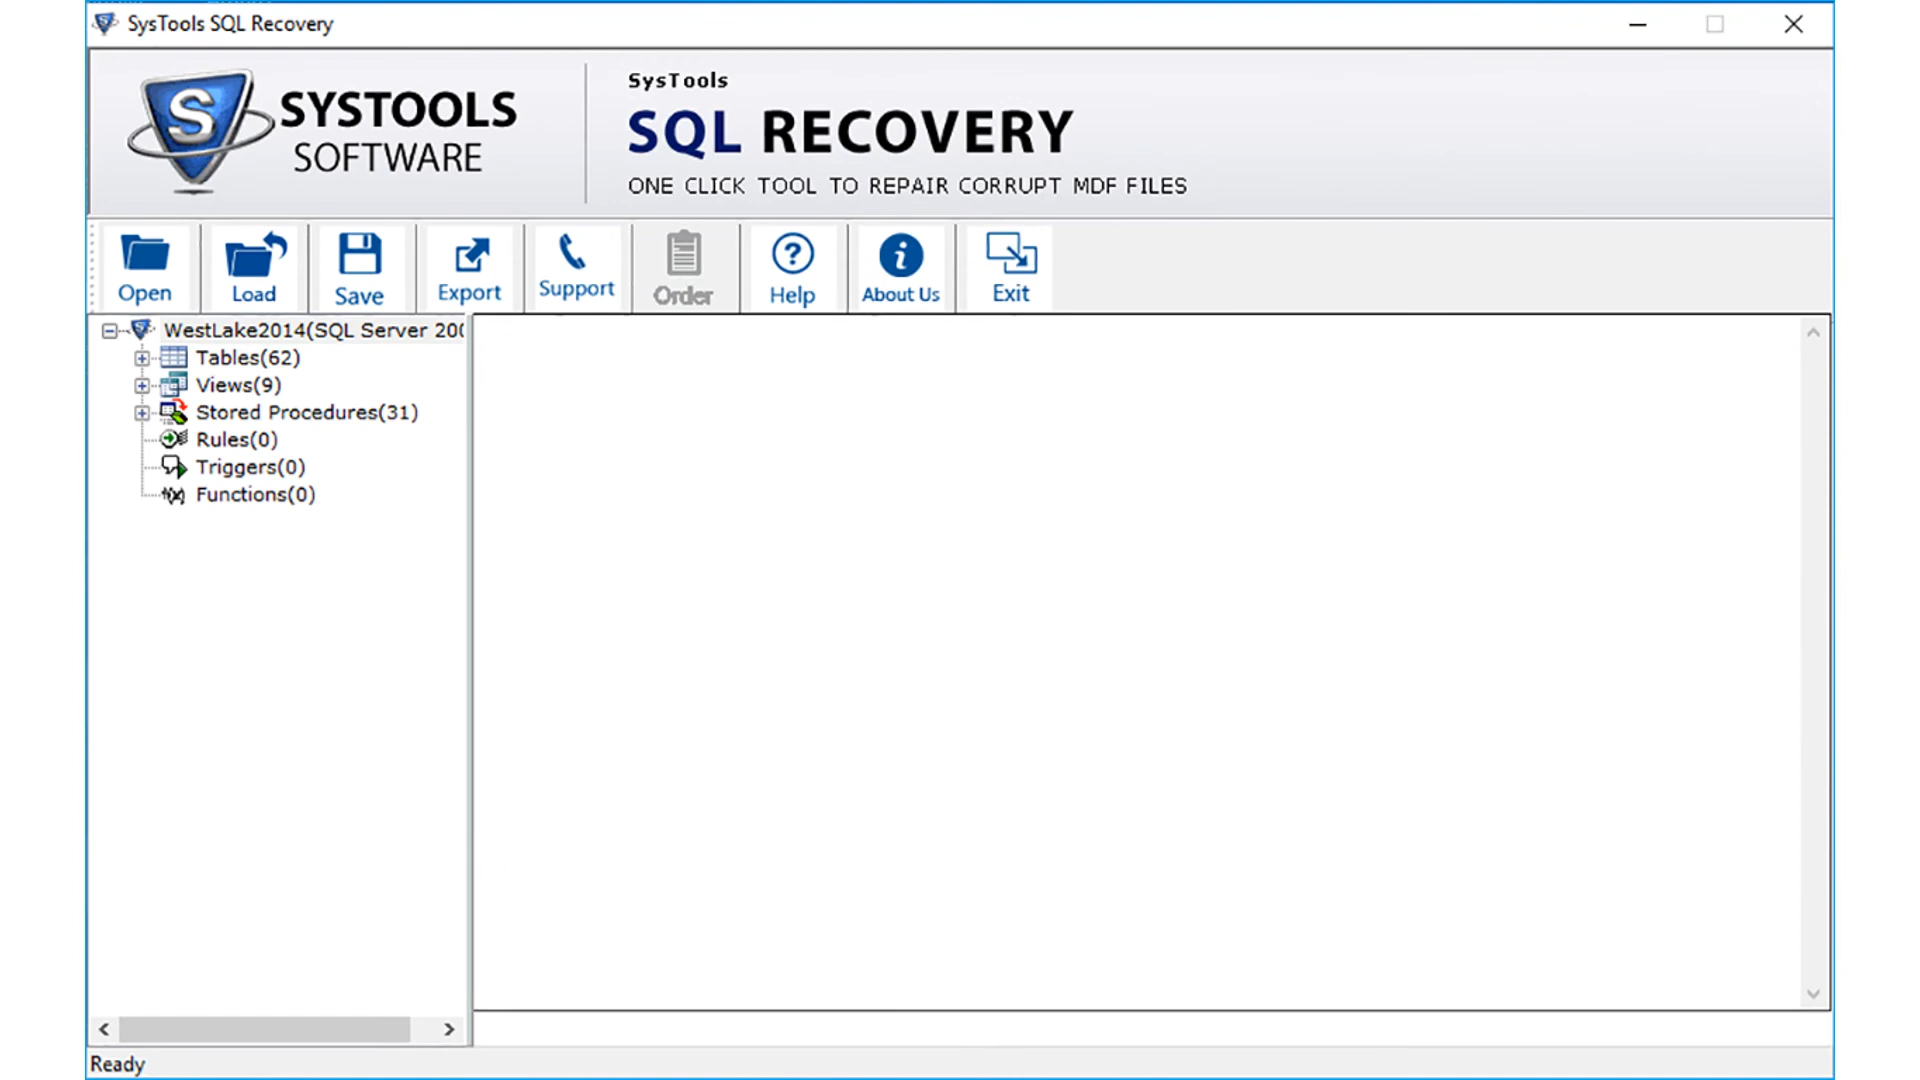 SysTools SQL Recovery
S
SYSTOOLS
SOFTWARE
SysTools
SQL RECOVERY
ONE CLICK TOOL TO REPAIR CORRUPT MDF FILES
Open Load Save Export Support Order Help About Us Exit
WestLake2014(SQL Server 200
Tables(62)
Views(9)
Stored Procedures(31)
Rules(0)
Triggers(0)
Functions(0)
Ready